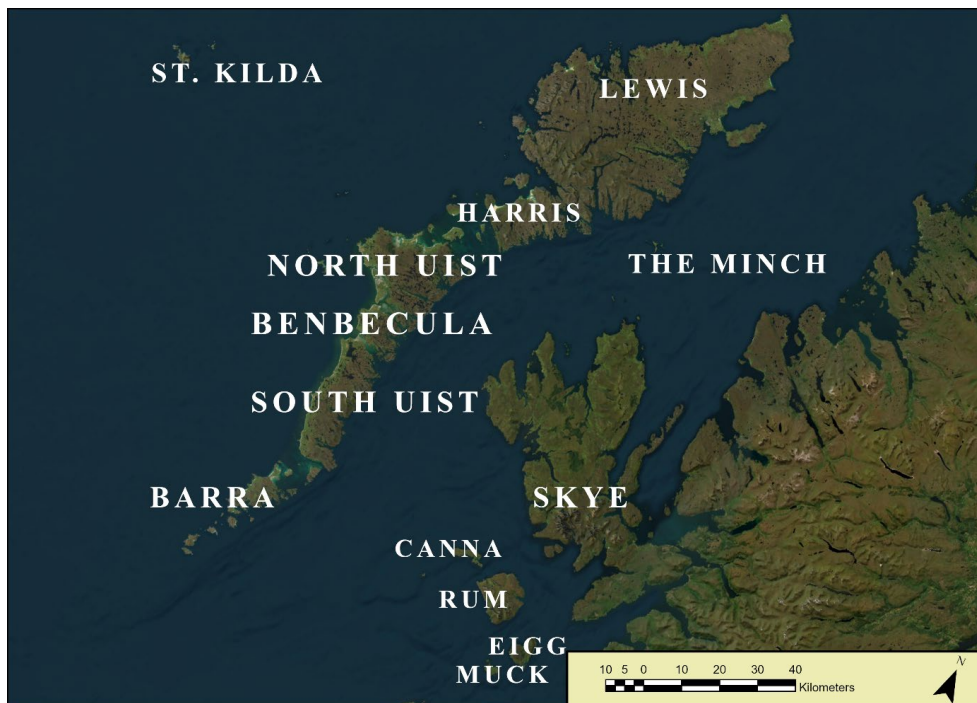 ST. KILDA
LEWIS
HARRIS
NORTH UIST
THE MINCH
BENBECULA
SOUTH UIST
BARRA
SKYE
CANNA
RUM
EIGG
MUCK
10 5 0 10 20 30 40
Kilometers
N